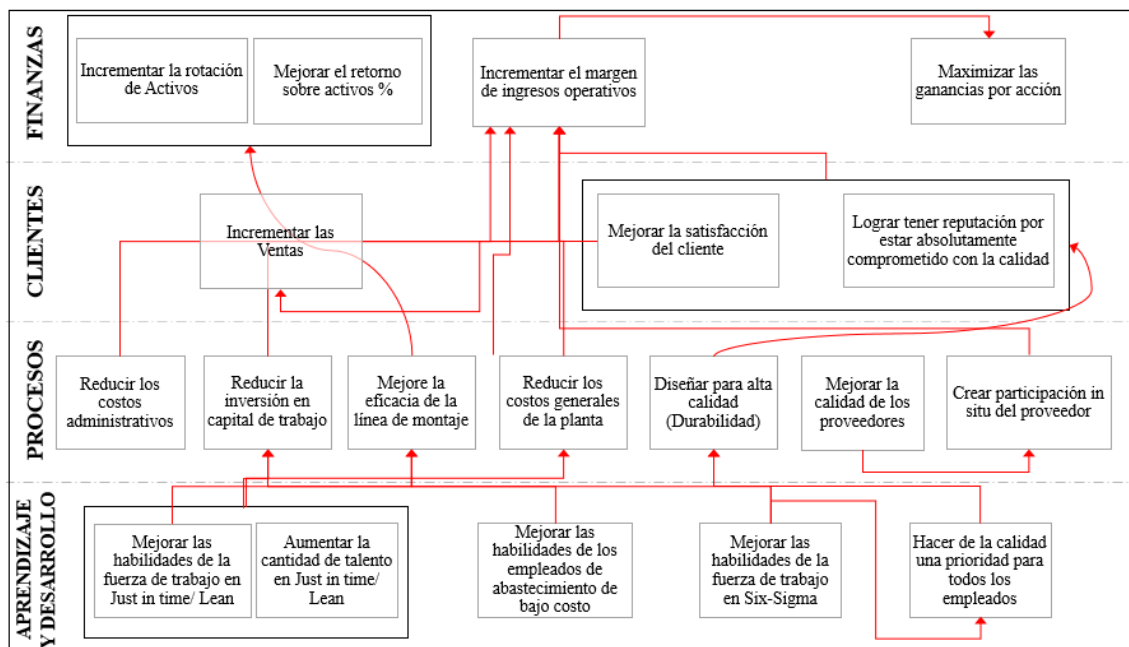 FINANZAS
Incrementar la rotación
de Activos
Mejorar el retorno
sobre activos %
Incrementar el margen
de ingresos operativos
Maximizar las
ganancias por acción
CLIENTES
Incrementar las
Ventas
Mejorar la satisfacción
del cliente
Lograr tener reputación por
estar absolutamente
comprometido con la calidad
PROCESOS
Reducir los
costos
administrativos
Reducir la
inversión en
capital de trabajo
Mejore la
eficacia de la
línea de montaje
Reducir los
costos generales
de la planta
Diseñar para alta
calidad
(Durabilidad)
Mejorar la
calidad de los
proveedores
Crear participación in
situ del proveedor
APRENDIZAJE
Y DESARROLLO
Mejorar las
habilidades de la
fuerza de trabajo en
Just in time/ Lean
Aumentar la
cantidad de talento
en Just in time/
Lean
Mejorar las
habilidades de los
empleados de
abastecimiento de
bajo costo
Mejorar las
habilidades de la
fuerza de trabajo
en Six-Sigma
Hacer de la calidad
una prioridad para
todos los
empleados